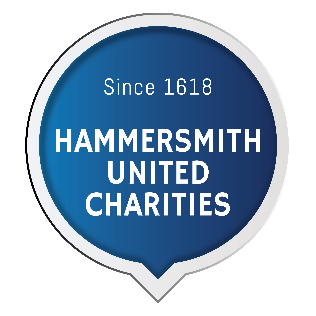 Since 1618
HAMMERSMITH
UNITED
CHARITIES